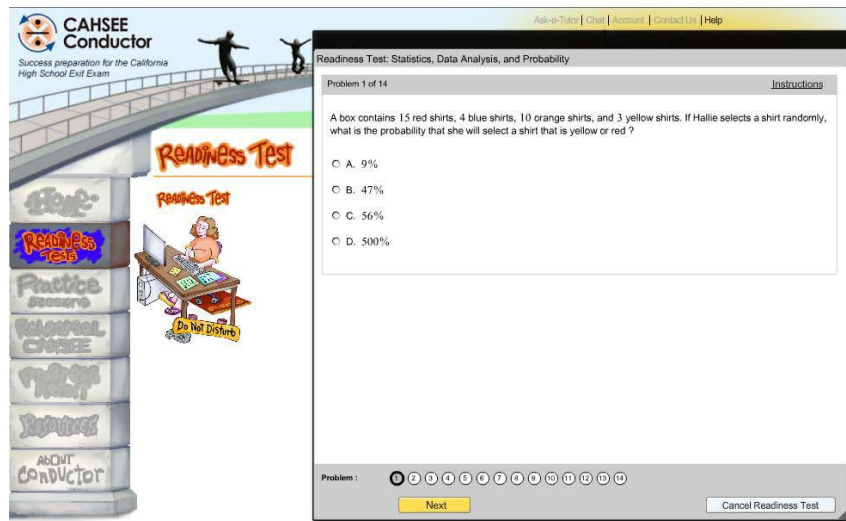 CAHSEE
Conductor
Success preparation for the California
High School Exit Exam
Ask-a-Tutor | Chat | Account | Contact Us | Help
Readiness Test: Statistics, Data Analysis, and Probability
Problem 1 of 14
Instructions
A box contains 15 red shirts, 4 blue shirts, 10 orange shirts, and 3 yellow shirts. If Hallie selects a shirt randomly,
what is the probability that she will select a shirt that is yellow or red ?
A. 9%
B. 47%
C. 56%
D. 500%
Readiness Test
Readiness Test
Do Not Disturb
Home
Readiness
Tests
Practice
Sessions
Rehearsal
CAHSEE
Progress
Report
Resources
About
Conductor
Problem :
1 2 3 4 5 6 7 8 9 10 11 12 13 14
Next
Cancel Readiness Test